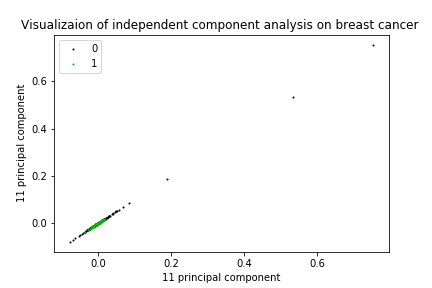 Visualizaion of independent component analysis on breast cancer
0
1
11 principal component
0.6
0.4
0.2
0.0
0.0 0.2 0.4 0.6
11 principal component